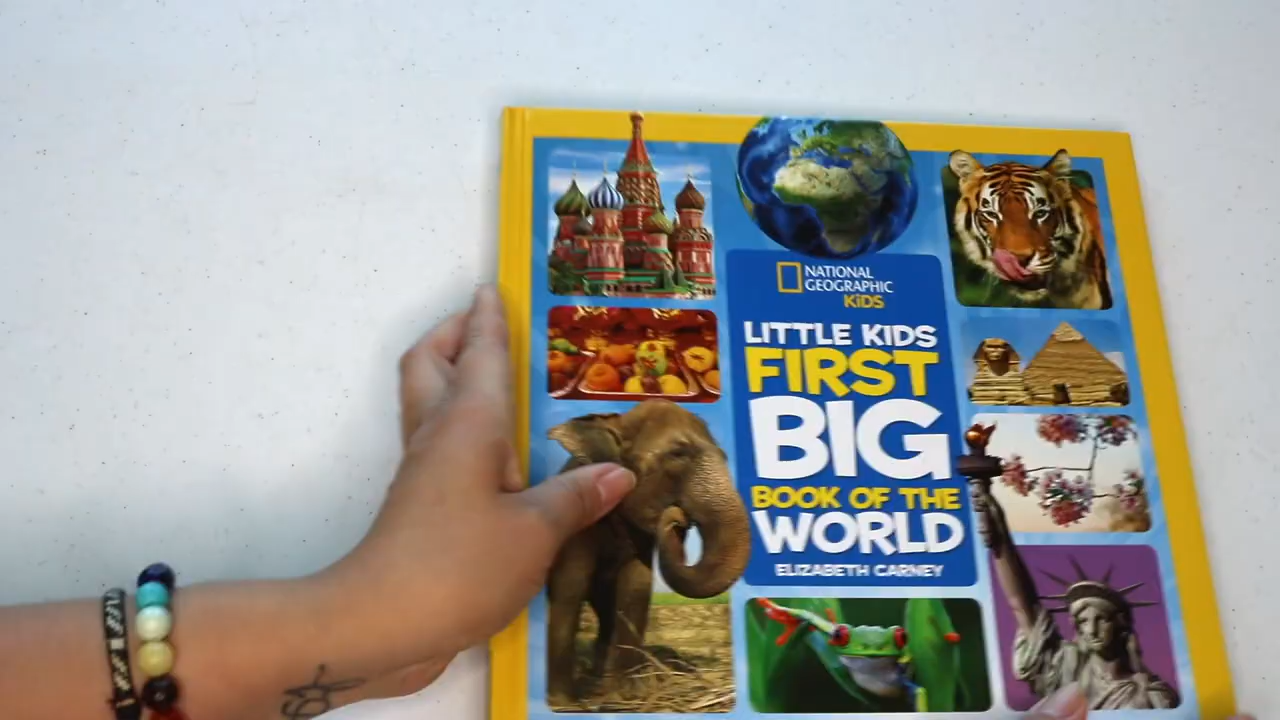 NATIONAL
GEOGRAPHIC
KiDS
LITTLE KIDS
FIRST
BIG
BOOK OF THE
WORLD
ELIZABETH CARNEY